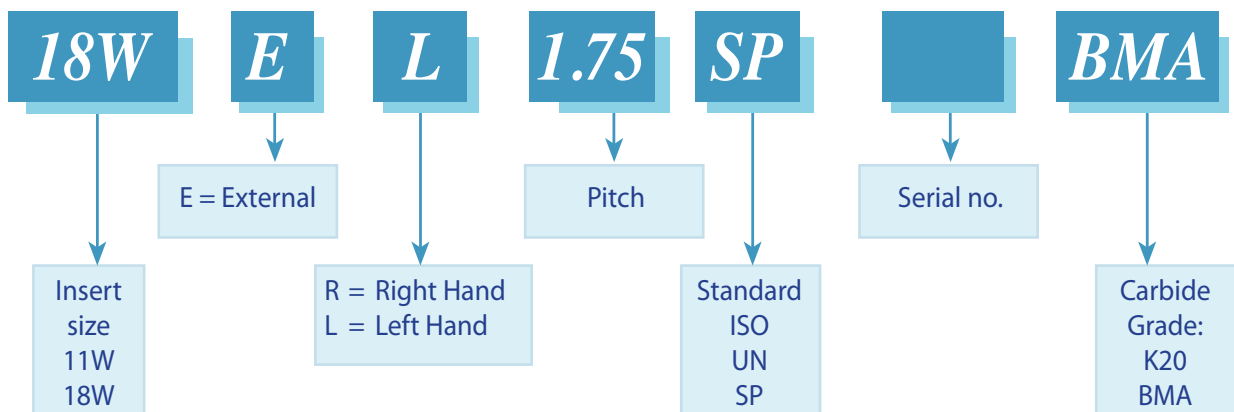 18W E L 1.75 SP BMA
E = External
Pitch
Serial no.
Insert
size
11W
18W
R = Right Hand
L = Left Hand
Standard
ISO
UN
SP
Carbide
Grade:
K20
BMA